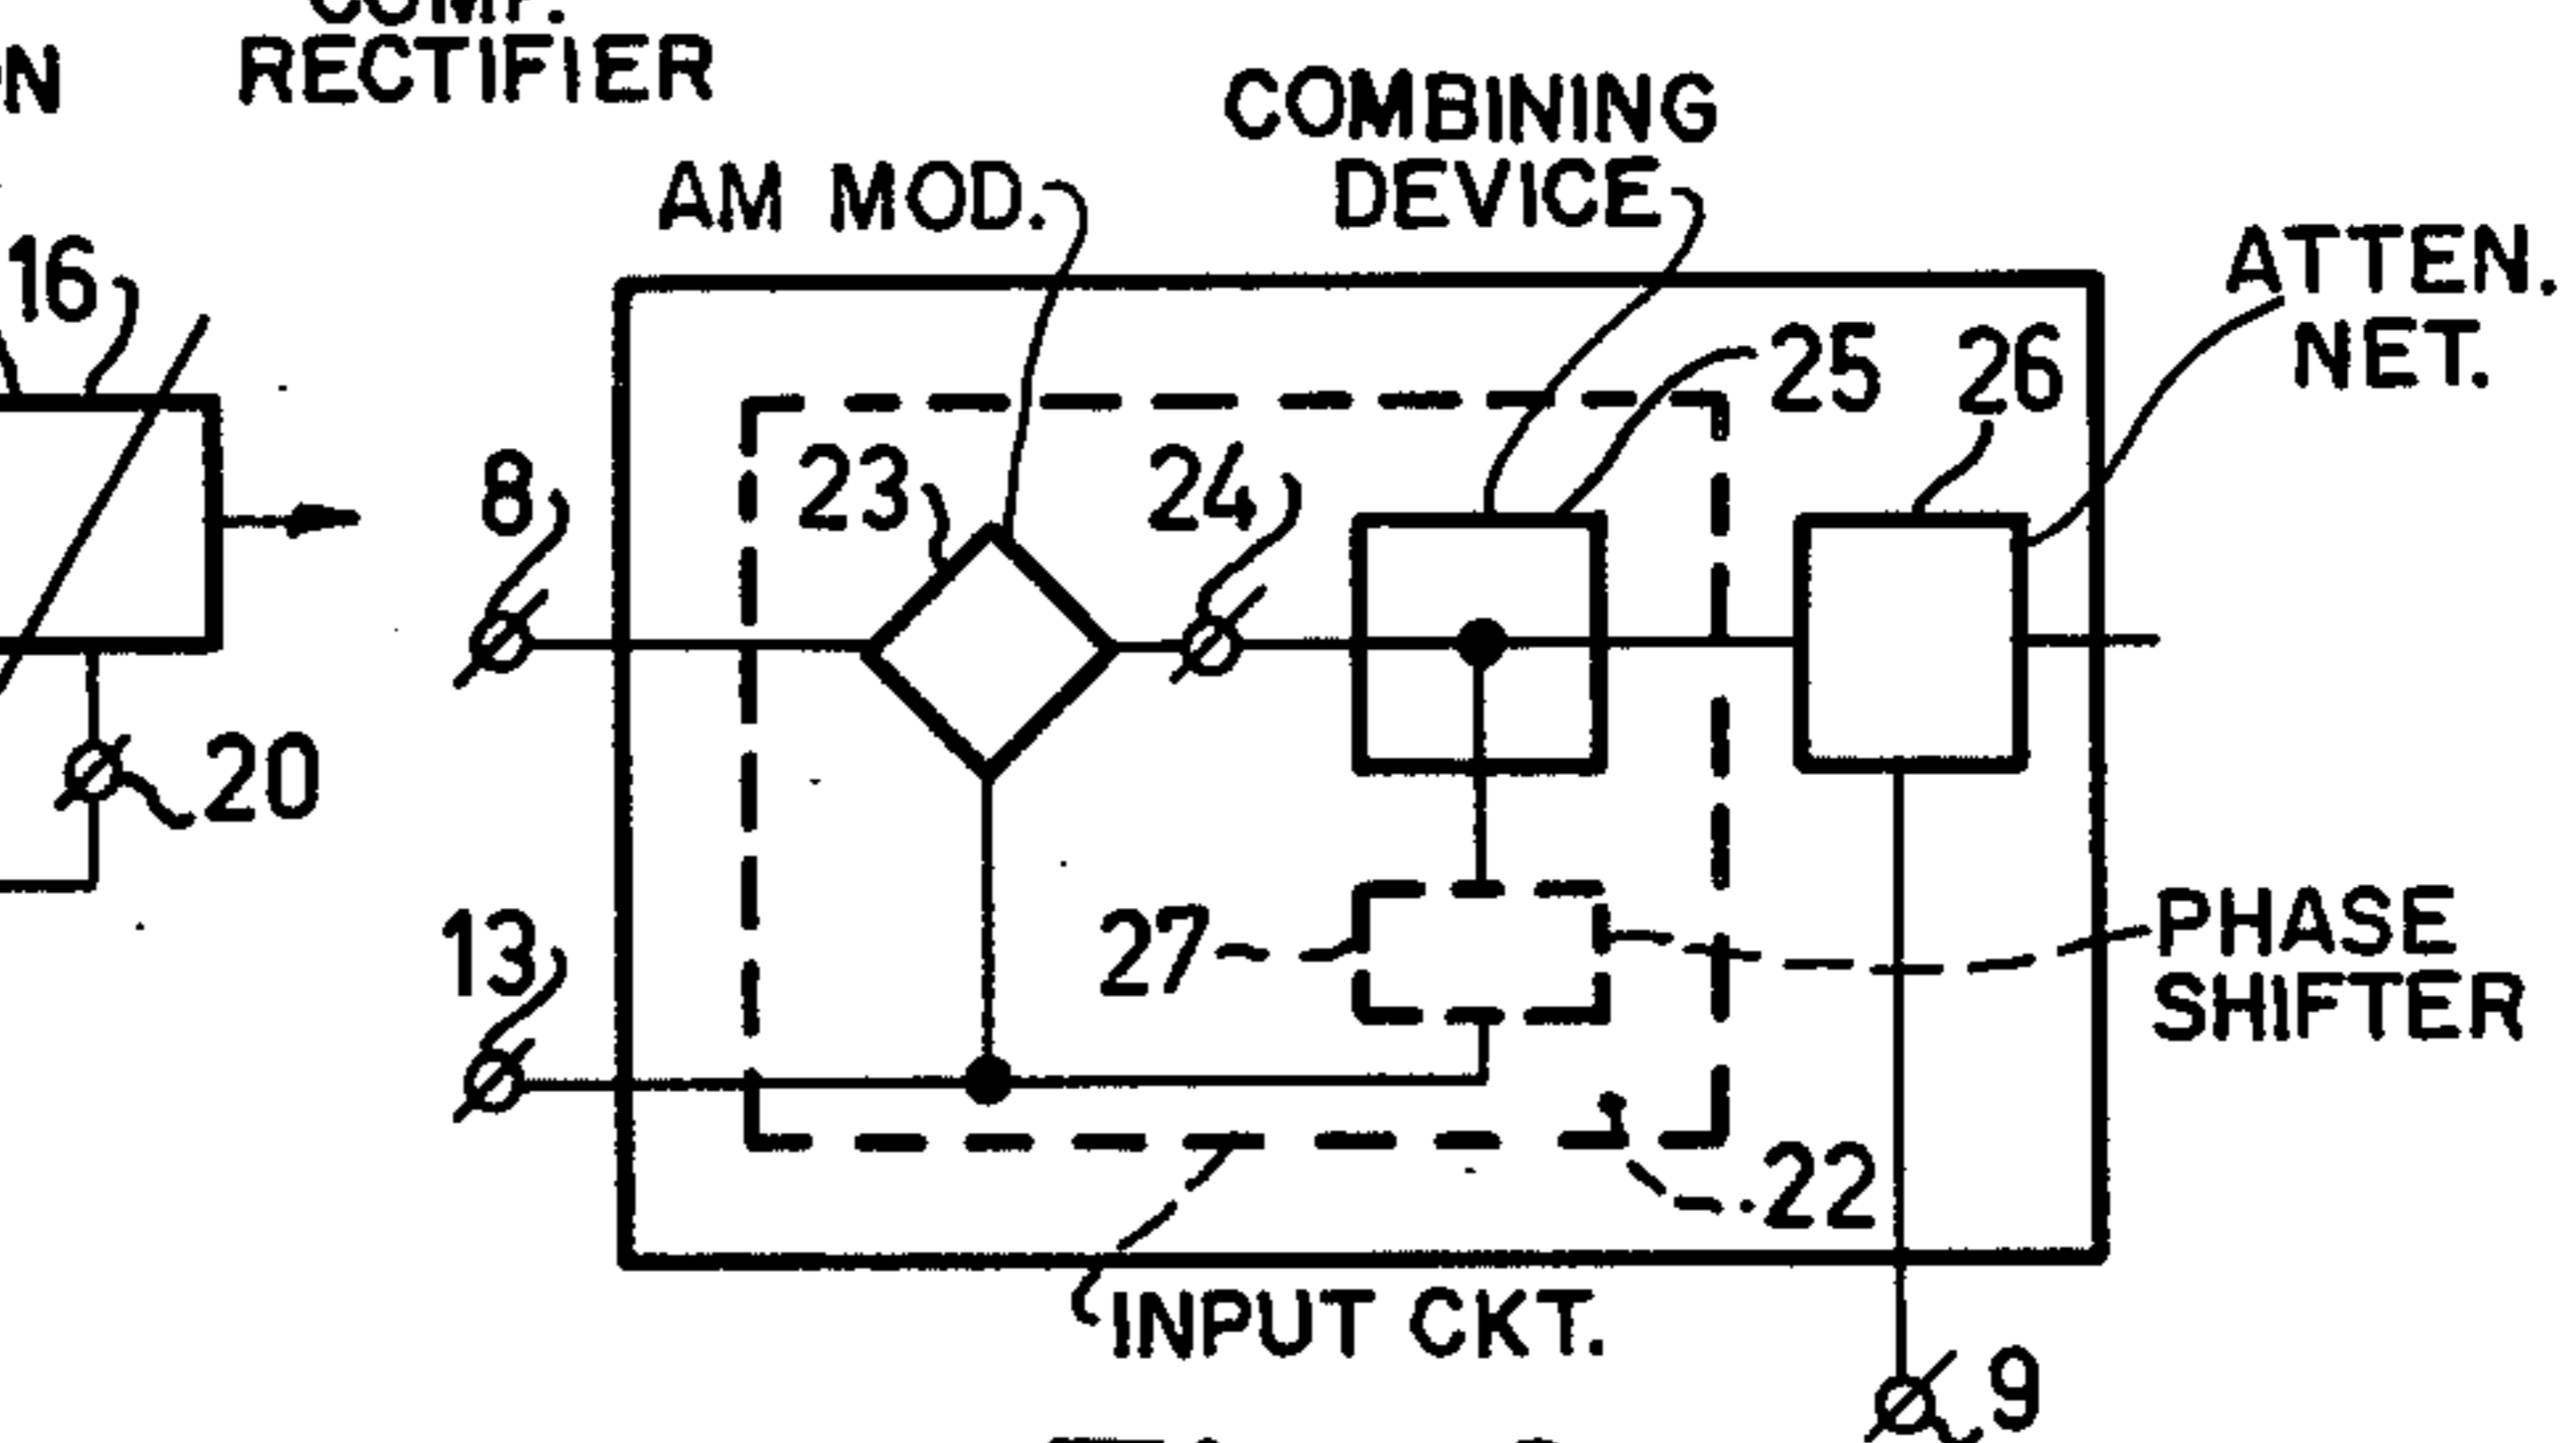 RECTIFIER
COMBINING
DEVICE
AM MOD.
ATTEN.
NET.
16
25
26
8
23
24
20
13
27
PHASE
SHIFTER
22
INPUT CKT.
9